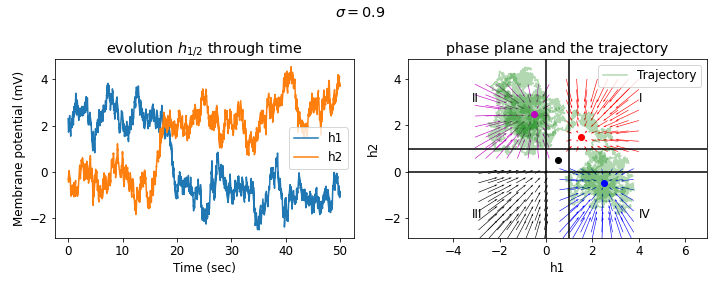 σ = 0.9
evolution h1/2 through time
Membrane potential (mV)
4
2
0
−2
0
10
20
30
40
50
Time (sec)
h1
h2
phase plane and the trajectory
h2
4
2
0
−2
−4
−2
0
2
4
6
h1
Trajectory
II
I
III
IV